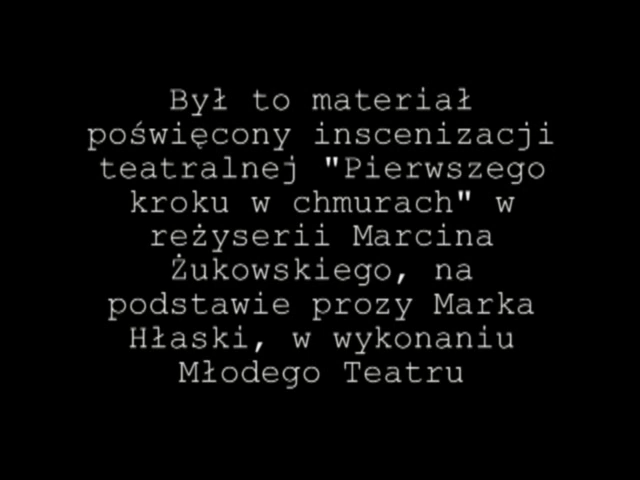 Był to materiał
poświęcony inscenizacji
teatralnej "Pierwszego
kroku w chmurach" w
reżyserii Marcina
Żukowskiego, na
podstawie prozy Marka
Hłaski, w wykonaniu
Młodego Teatru